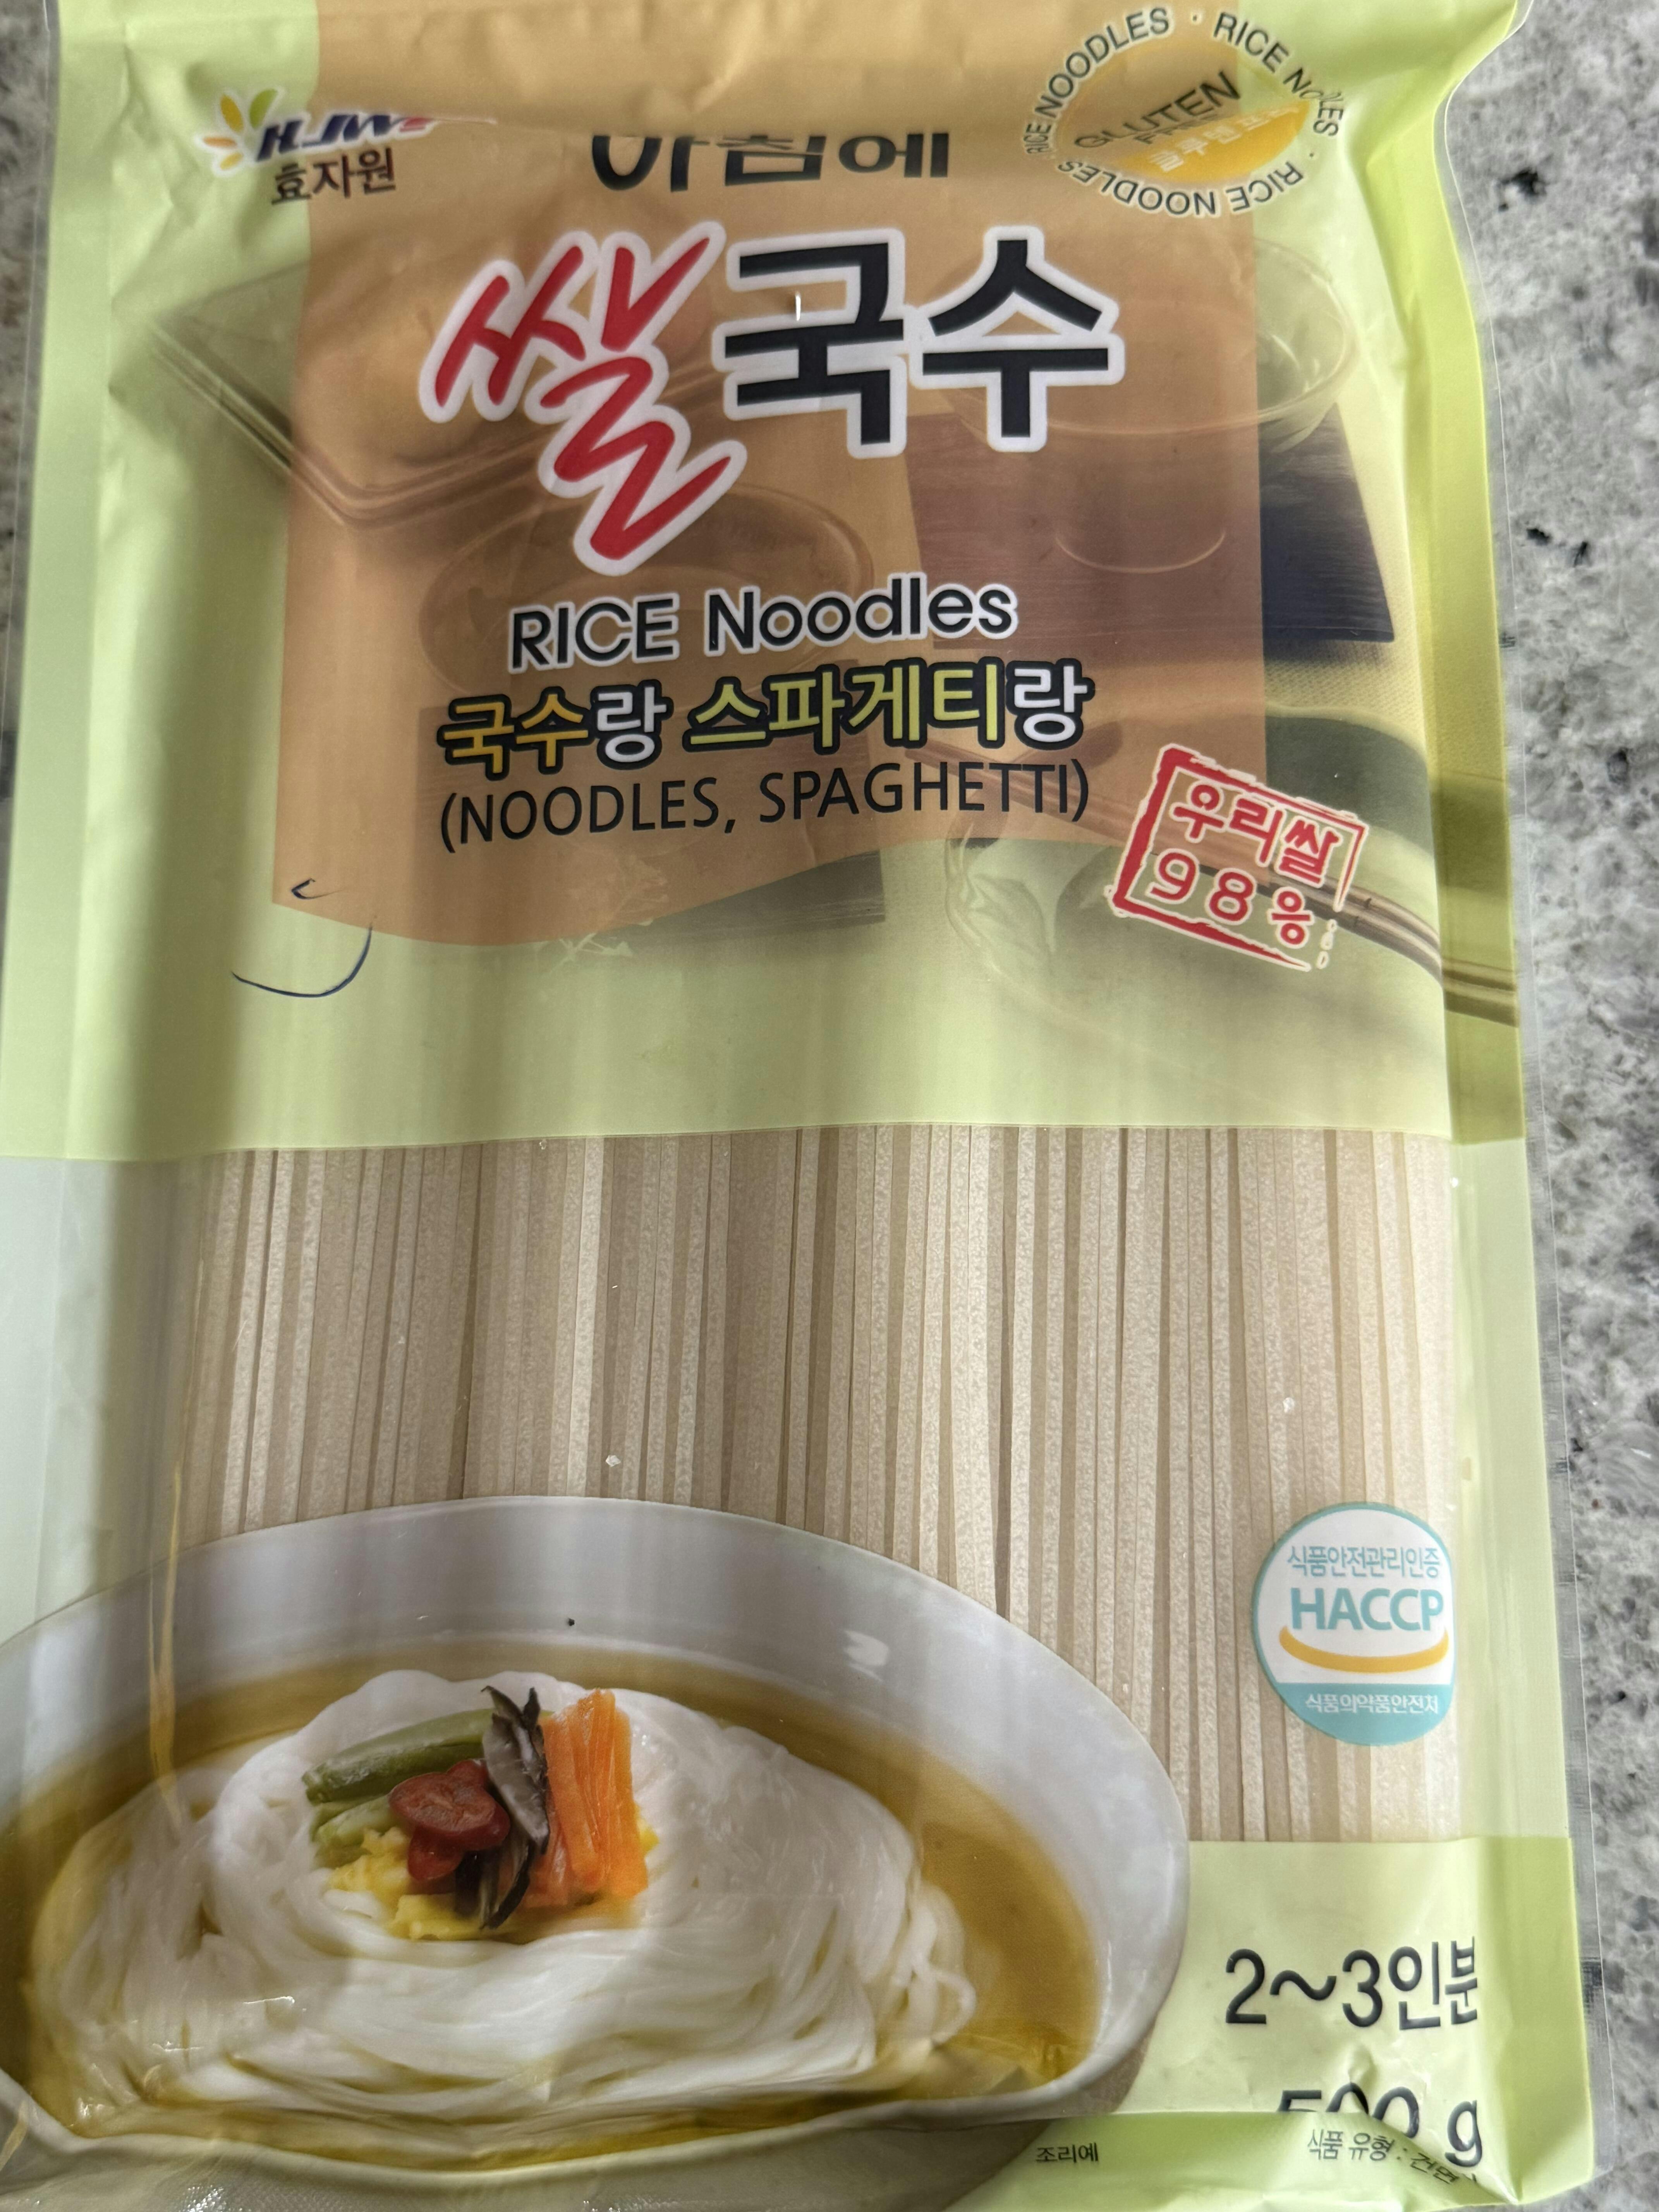 HJW
효자원
아침에
RICE NOODLES · RICE NOODLES · RICE NOODLES
GLUTEN
FREE
글루텐 프리
쌀국수
RICE Noodles
국수랑 스파게티랑
(NOODLES, SPAGHETTI)
우리쌀
98%
식품안전관리인증
HACCP
식품의약품안전처
2~3인분
500 g
조리예
식품 유형 : 건면